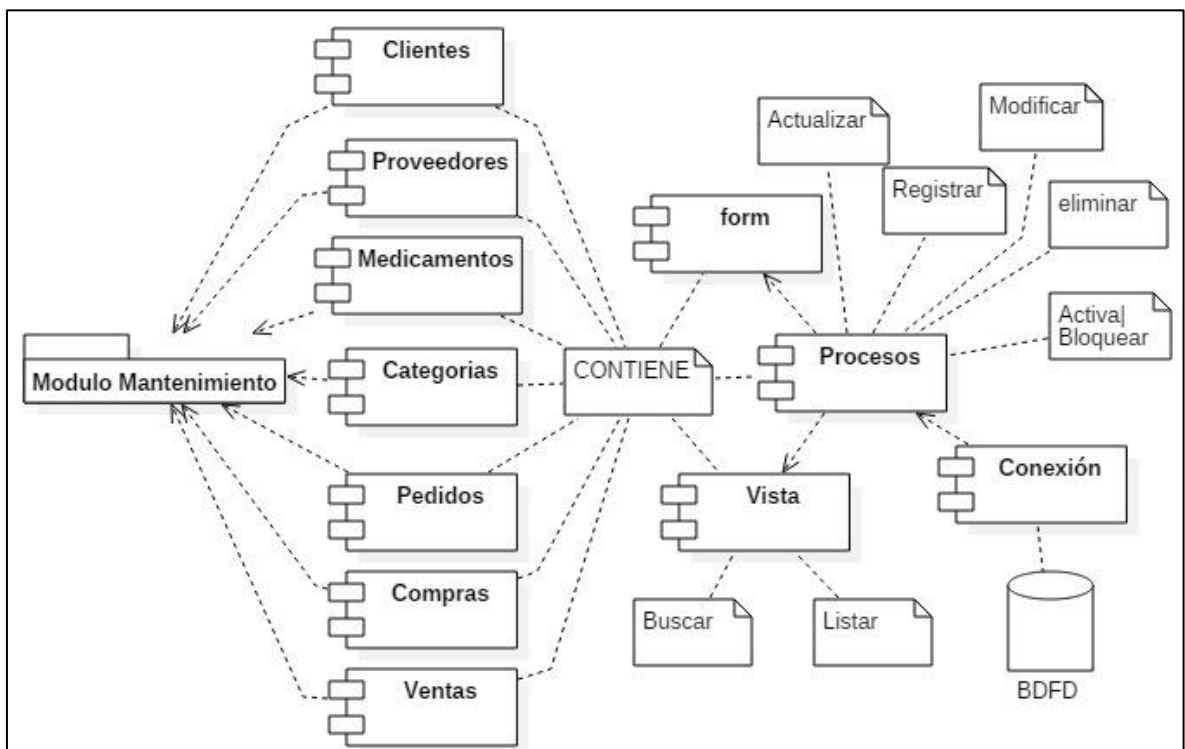 Clientes
Proveedores
Medicamentos
Modulo Mantenimiento
Categorias
Pedidos
Compras
Ventas
CONTIENE
form
Actualizar
Modificar
Registrar
eliminar
Activa|
Bloquear
Procesos
Conexión
Vista
Buscar
Listar
BDFD